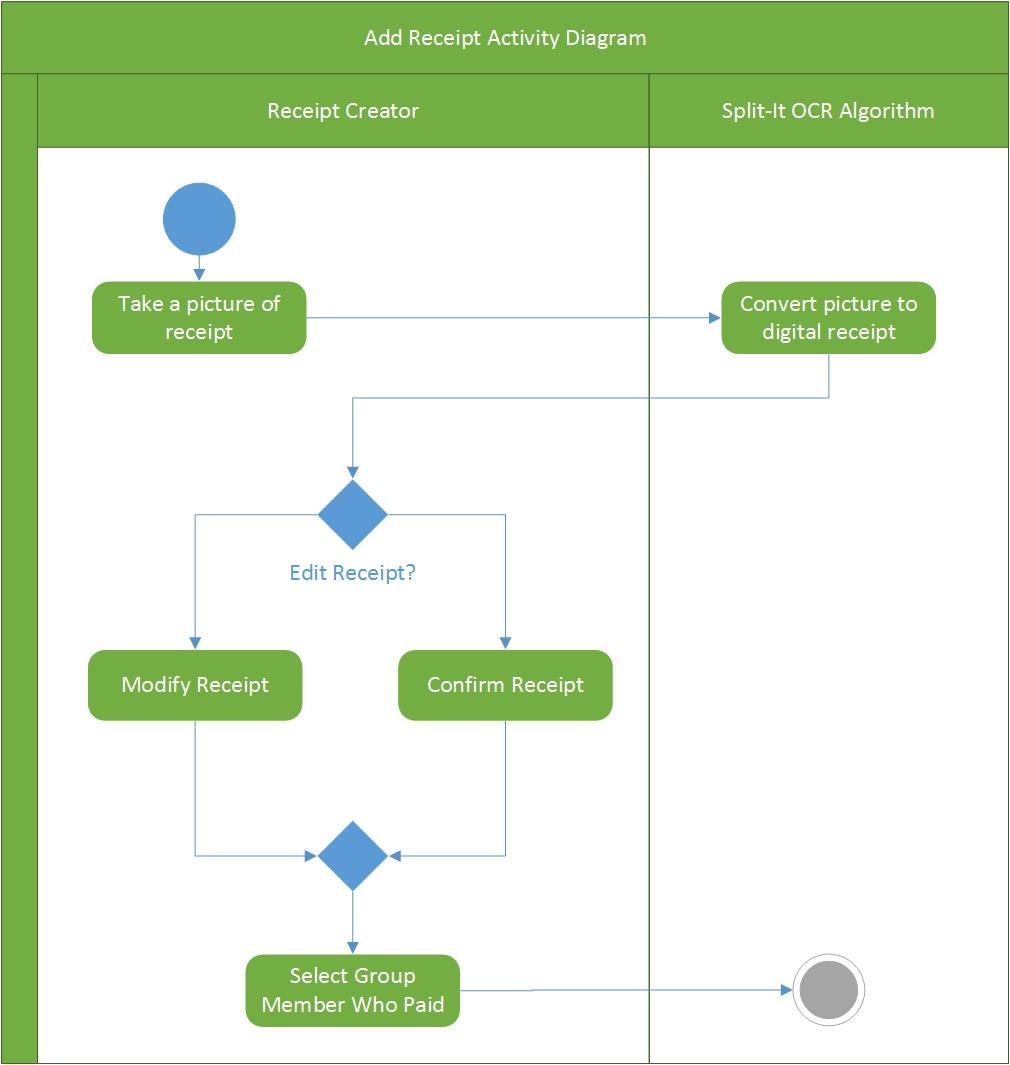 Add Receipt Activity Diagram
Receipt Creator
Split-It OCR Algorithm
Take a picture of
receipt
Convert picture to
digital receipt
Edit Receipt?
Modify Receipt
Confirm Receipt
Select Group
Member Who Paid